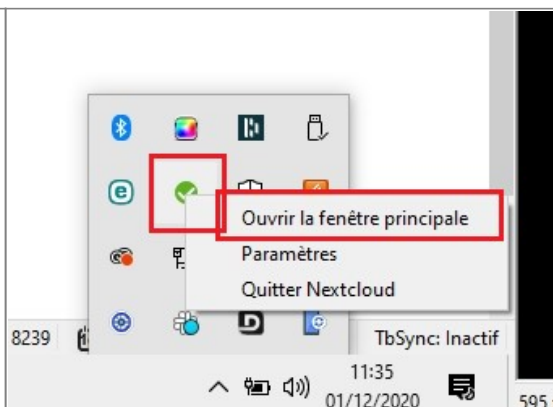 Ouvrir la fenêtre principale
Paramètres
Quitter Nextcloud
8239
TbSync: Inactif
11:35
01/12/2020
595